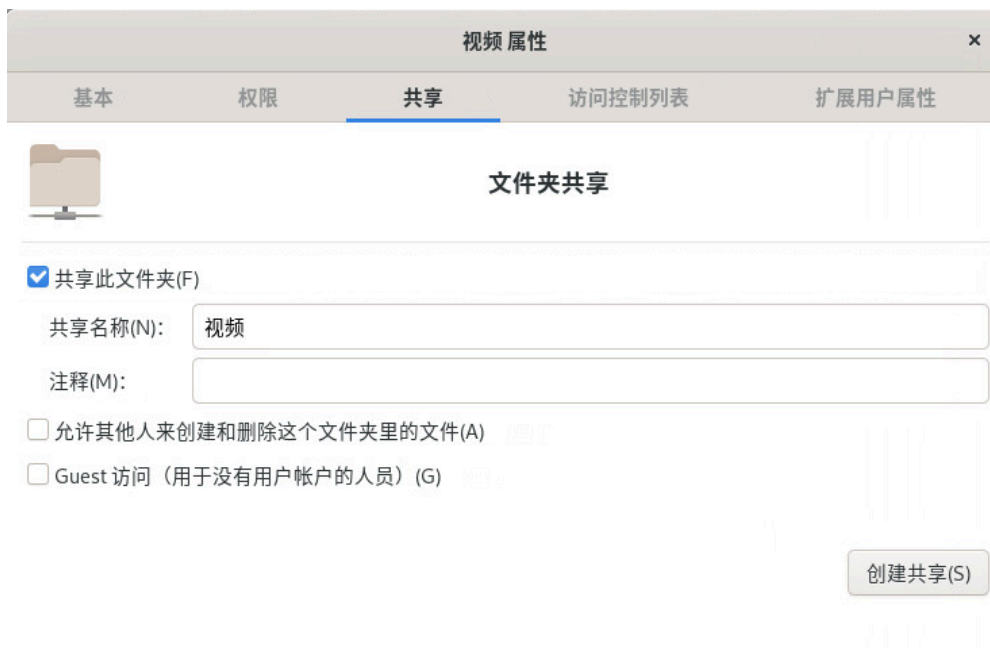 视频 属性
×
基本 权限 共享 访问控制列表 扩展用户属性
文件夹共享
共享此文件夹(F)
共享名称(N)： 视频
注释(M)：
允许其他人来创建和删除这个文件夹里的文件(A)
Guest 访问（用于没有用户帐户的人员）(G)
创建共享(S)